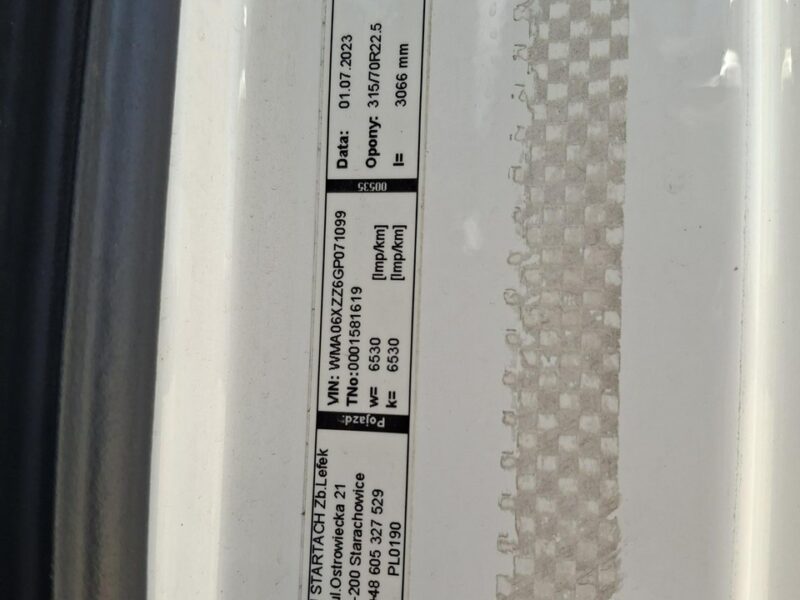 STARTACH Zb.Lefek
ul.Ostrowiecka 21
-200 Starachowice
+48 605 327 529
PL0190
Pojazd:
VIN: WMA06XZZ6GP071099
TNo:0001581619
w= 6530 [Imp/km]
k= 6530 [Imp/km]
00535
Data: 01.07.2023
Opony: 315/70R22.5
l= 3066 mm